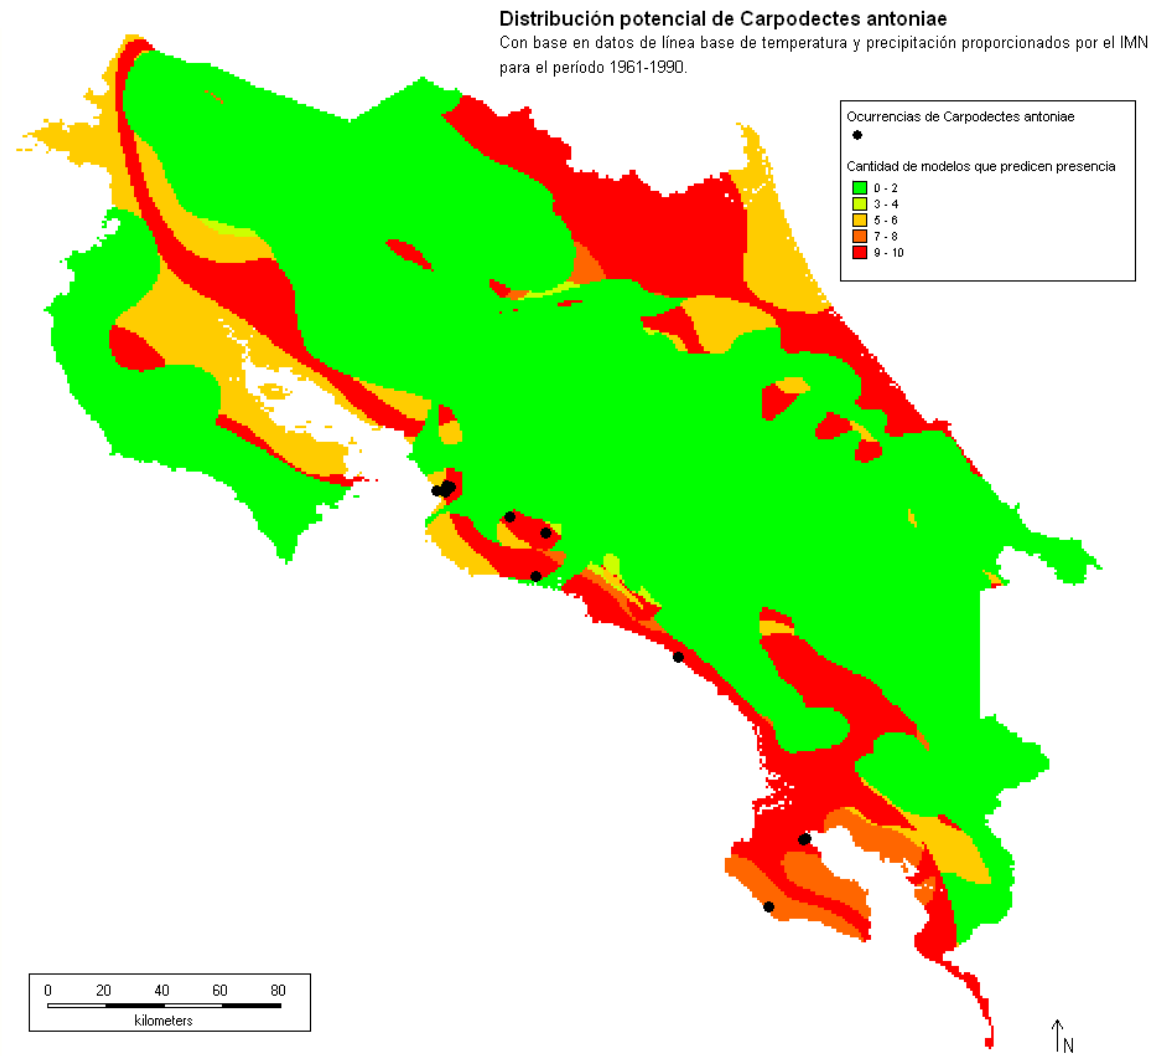 Distribución potencial de Carpodectes antoniae
Con base en datos de línea base de temperatura y precipitación proporcionados por el IMN
para el período 1961-1990.
Ocurrencias de Carpodectes antoniae
Cantidad de modelos que predicen presencia
0 - 2
3 - 4
5 - 6
7 - 8
9 - 10
0 20 40 60 80
kilometers
N